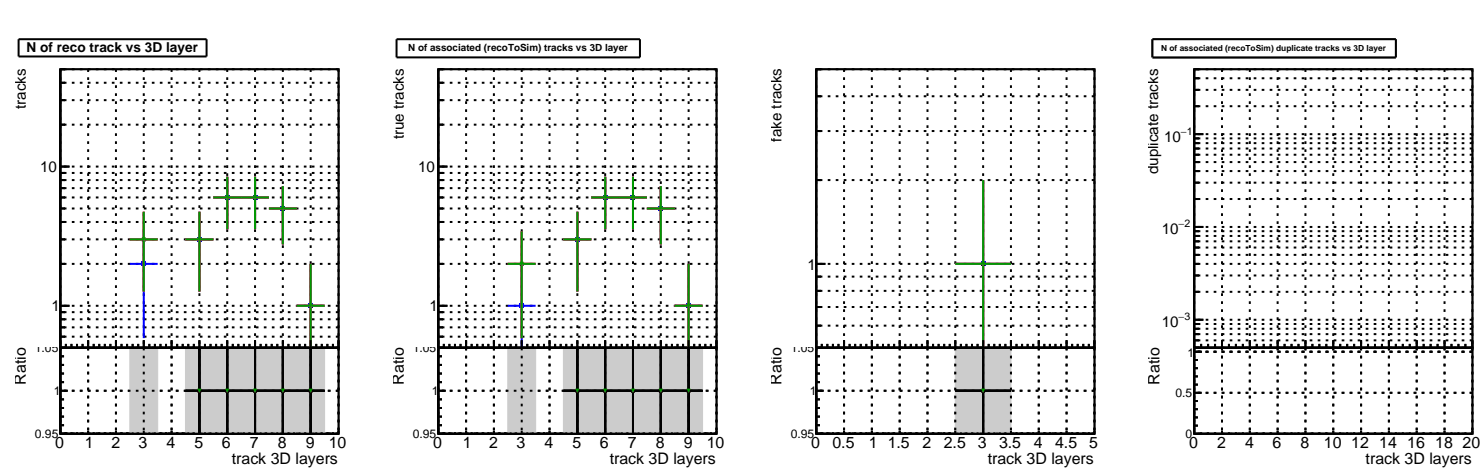 N of reco track vs 3D layer
tracks
10
1
Ratio
1.05
1
0.95
0 1 2 3 4 5 6 7 8 9 10
track 3D layers
N of associated (recoToSim) tracks vs 3D layer
true tracks
10
1
Ratio
1.05
1
0.95
0 1 2 3 4 5 6 7 8 9 10
track 3D layers
fake tracks
1
Ratio
1.05
1
0.95
0 0.5 1 1.5 2 2.5 3 3.5 4 4.5 5
track 3D layers
N of associated (recoToSim) duplicate tracks vs 3D layer
duplicate tracks
10⁻¹
10⁻²
10⁻³
Ratio
1
0.5
0
0 2 4 6 8 10 12 14 16 18 20
track 3D layers